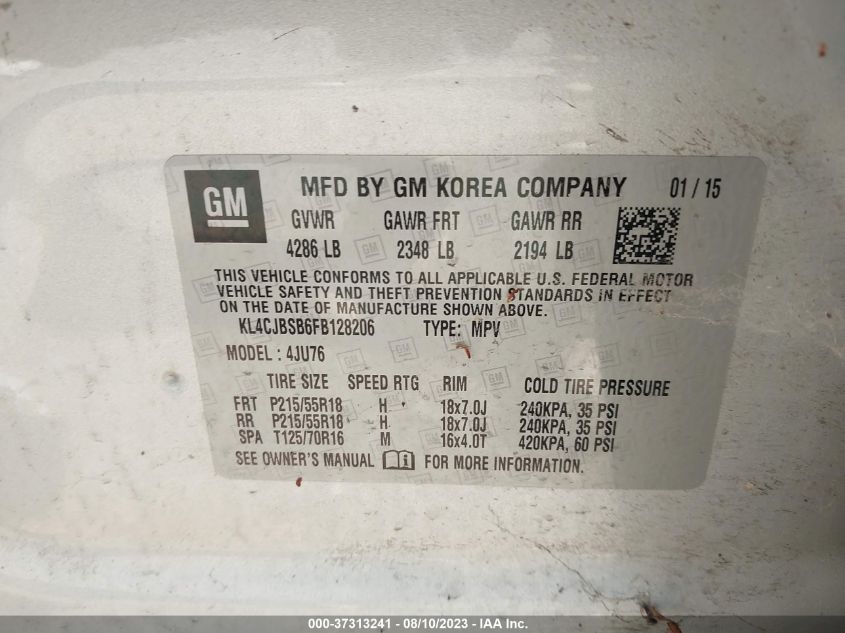 GM MFD BY GM KOREA COMPANY 01 / 15
GVWR GAWR FRT GAWR RR
4286 LB 2348 LB 2194 LB
THIS VEHICLE CONFORMS TO ALL APPLICABLE U.S. FEDERAL MOTOR
VEHICLE SAFETY AND THEFT PREVENTION STANDARDS IN EFFECT
ON THE DATE OF MANUFACTURE SHOWN ABOVE.
KL4CJBSB6FB128206 TYPE: MPV
MODEL : 4JU76
TIRE SIZE SPEED RTG RIM COLD TIRE PRESSURE
FRT P215/55R18 H 18x7.0J 240KPA, 35 PSI
RR P215/55R18 H 18x7.0J 240KPA, 35 PSI
SPA T125/70R16 M 16x4.0T 420KPA, 60 PSI
SEE OWNER'S MANUAL FOR MORE INFORMATION.
000-37313241 - 08/10/2023 - IAA Inc.